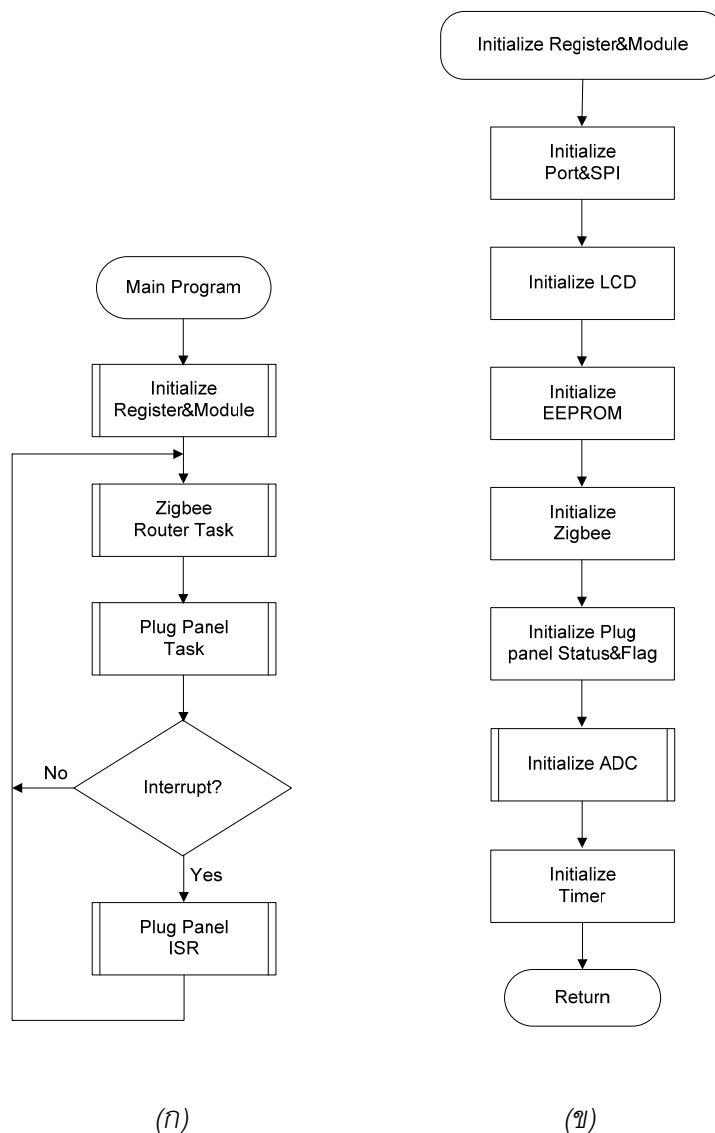 Main Program
Initialize
Register&Module
Zigbee
Router Task
Plug Panel
Task
No
Interrupt?
Yes
Plug Panel
ISR
(ก)
Initialize Register&Module
Initialize
Port&SPI
Initialize LCD
Initialize
EEPROM
Initialize
Zigbee
Initialize Plug
panel Status&Flag
Initialize ADC
Initialize
Timer
Return
(ข)